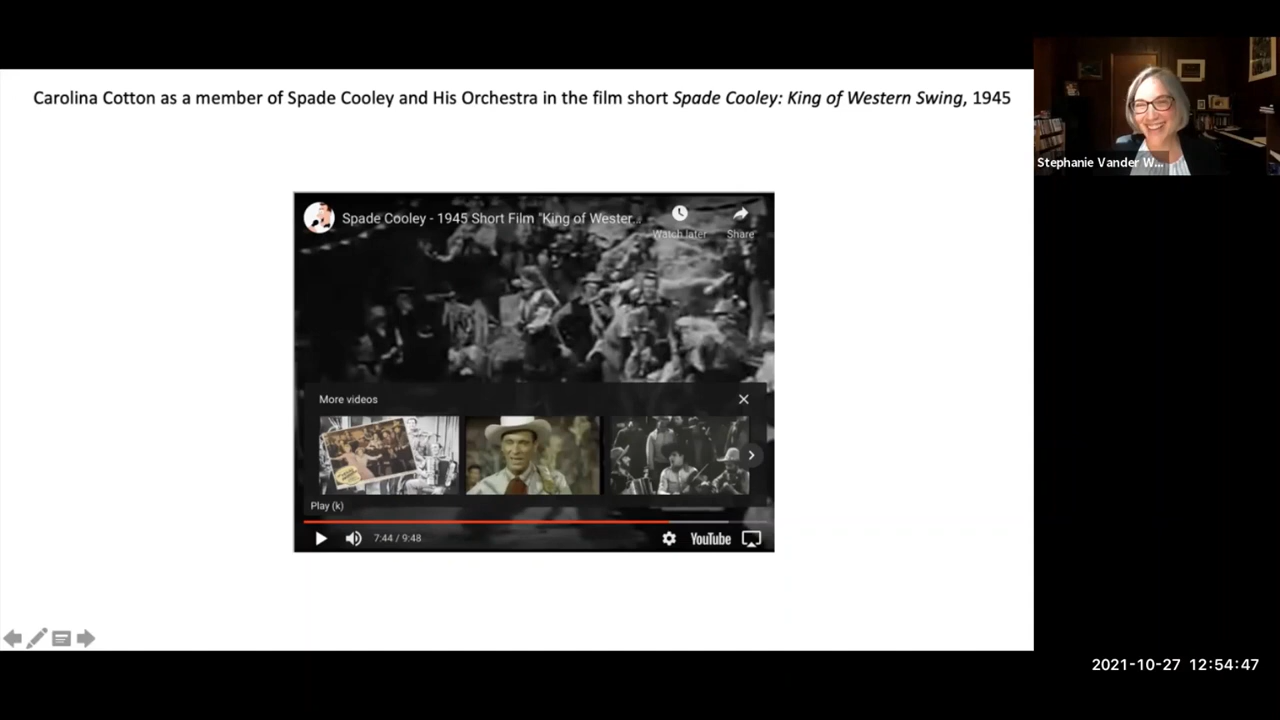 Carolina Cotton as a member of Spade Cooley and His Orchestra in the film short Spade Cooley: King of Western Swing, 1945
Stephanie Vander W...
Spade Cooley - 1945 Short Film "King of Wester...
Watch later
Share
More videos
Play (k)
7:44 / 9:48
YouTube
2021-10-27 12:54:47